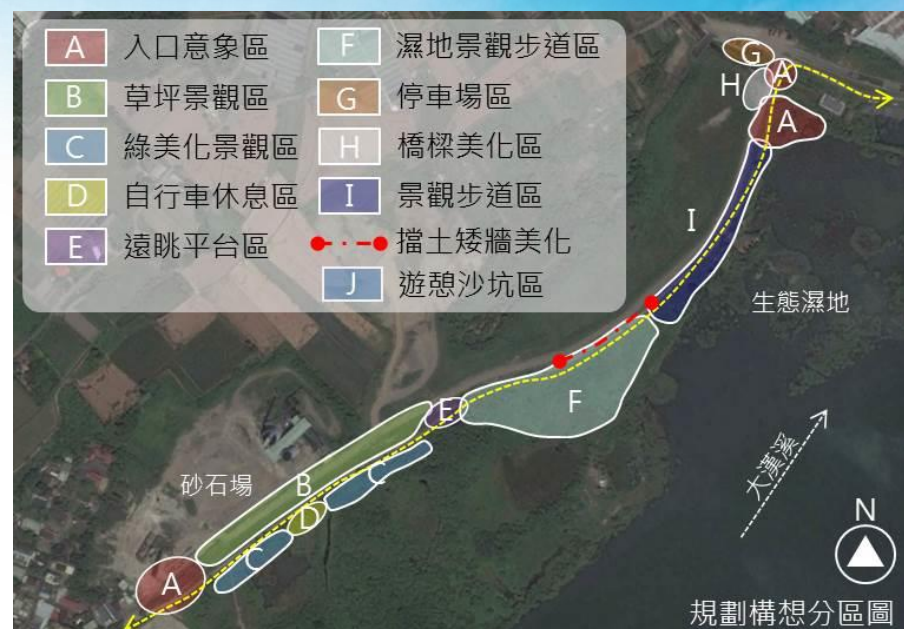 A 入口意象區
B 草坪景觀區
C 綠美化景觀區
D 自行車休息區
E 遠眺平台區
F 濕地景觀步道區
G 停車場區
H 橋樑美化區
I 景觀步道區
擋土矮牆美化
J 遊憩沙坑區
G
A
H
A
I
生態濕地
F
E
大漢溪
砂石場
B
C
D
C
A
N
規劃構想分區圖